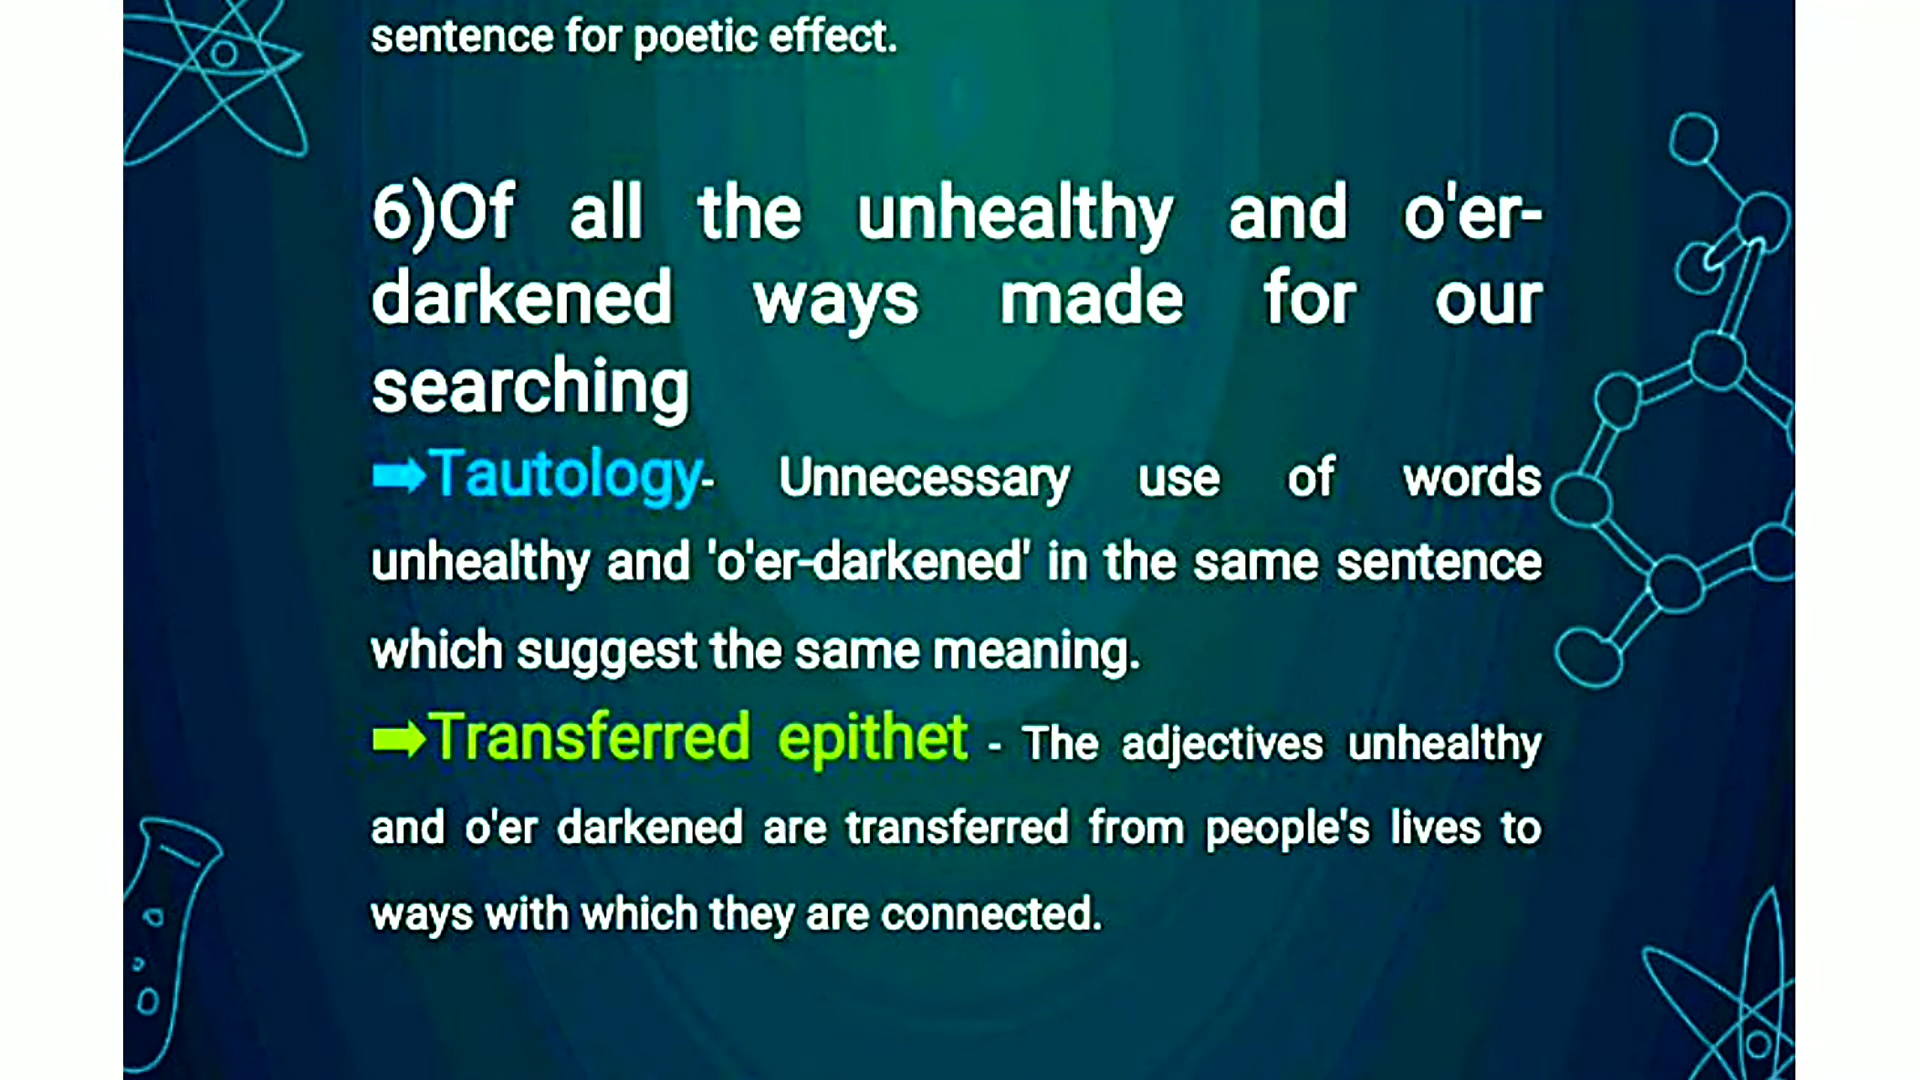 sentence for poetic effect.
6)Of all the unhealthy and o'er-
darkened ways made for our
searching
➡Tautology- Unnecessary use of words
unhealthy and 'o'er-darkened' in the same sentence
which suggest the same meaning.
➡Transferred epithet - The adjectives unhealthy
and o'er darkened are transferred from people's lives to
ways with which they are connected.